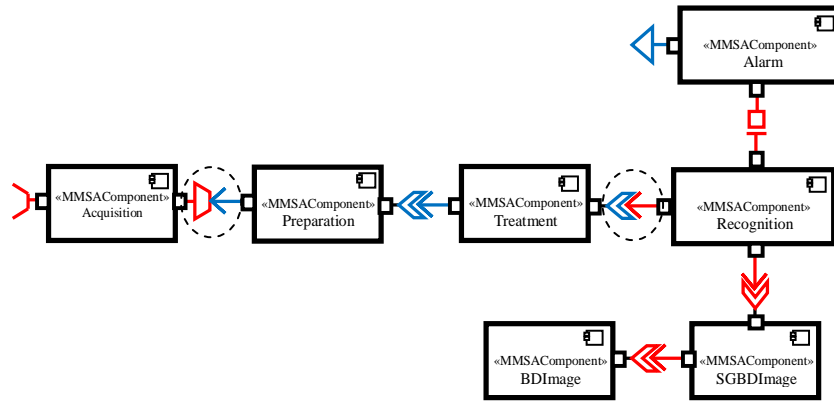 «MMSAComponent»
Alarm
«MMSAComponent»
Acquisition
«MMSAComponent»
Preparation
«MMSAComponent»
Treatment
«MMSAComponent»
Recognition
«MMSAComponent»
BDImage
«MMSAComponent»
SGBDImage